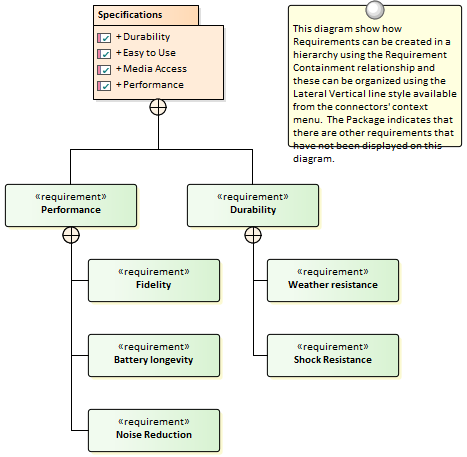 Specifications
+ Durability
+ Easy to Use
+ Media Access
+ Performance
This diagram show how
Requirements can be created in a
hierarchy using the Requirement
Containment relationship and
these can be organized using the
Lateral Vertical line style available
from the connectors' context
menu. The Package indicates that
there are other requirements that
have not been displayed on this
diagram.
«requirement»
Performance
«requirement»
Durability
«requirement»
Fidelity
«requirement»
Weather resistance
«requirement»
Battery longevity
«requirement»
Shock Resistance
«requirement»
Noise Reduction